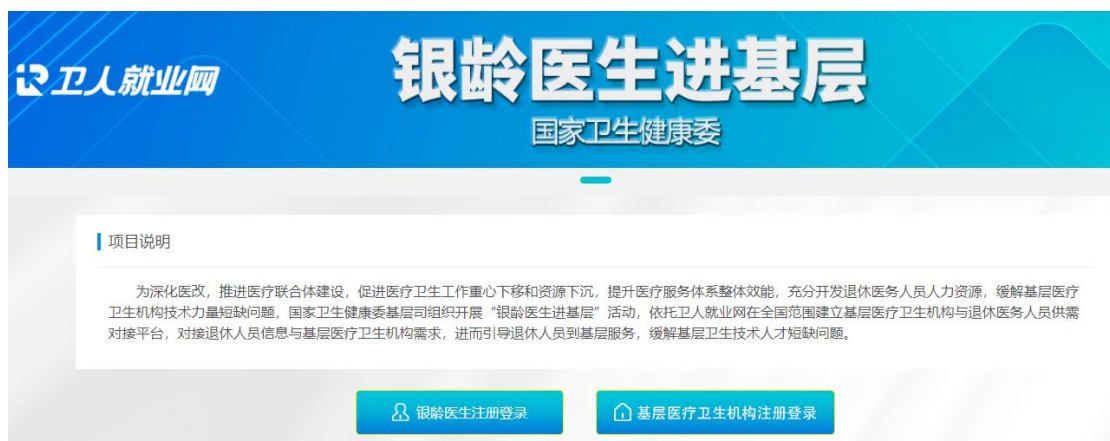 卫人就业网
银龄医生进基层
国家卫生健康委
项目说明
为深化医改，推进医疗联合体建设，促进医疗卫生工作重心下移和资源下沉，提升医疗服务体系整体效能，充分开发退休医务人员人力资源，缓解基层医疗
卫生机构技术力量短缺问题，国家卫生健康委基层司组织开展“银龄医生进基层”活动，依托卫人就业网在全国范围建立基层医疗卫生机构与退休医务人员供需
对接平台，对接退休人员信息与基层医疗卫生机构需求，进而引导退休人员到基层服务，缓解基层卫生技术人才短缺问题。
银龄医生注册登录
基层医疗卫生机构注册登录